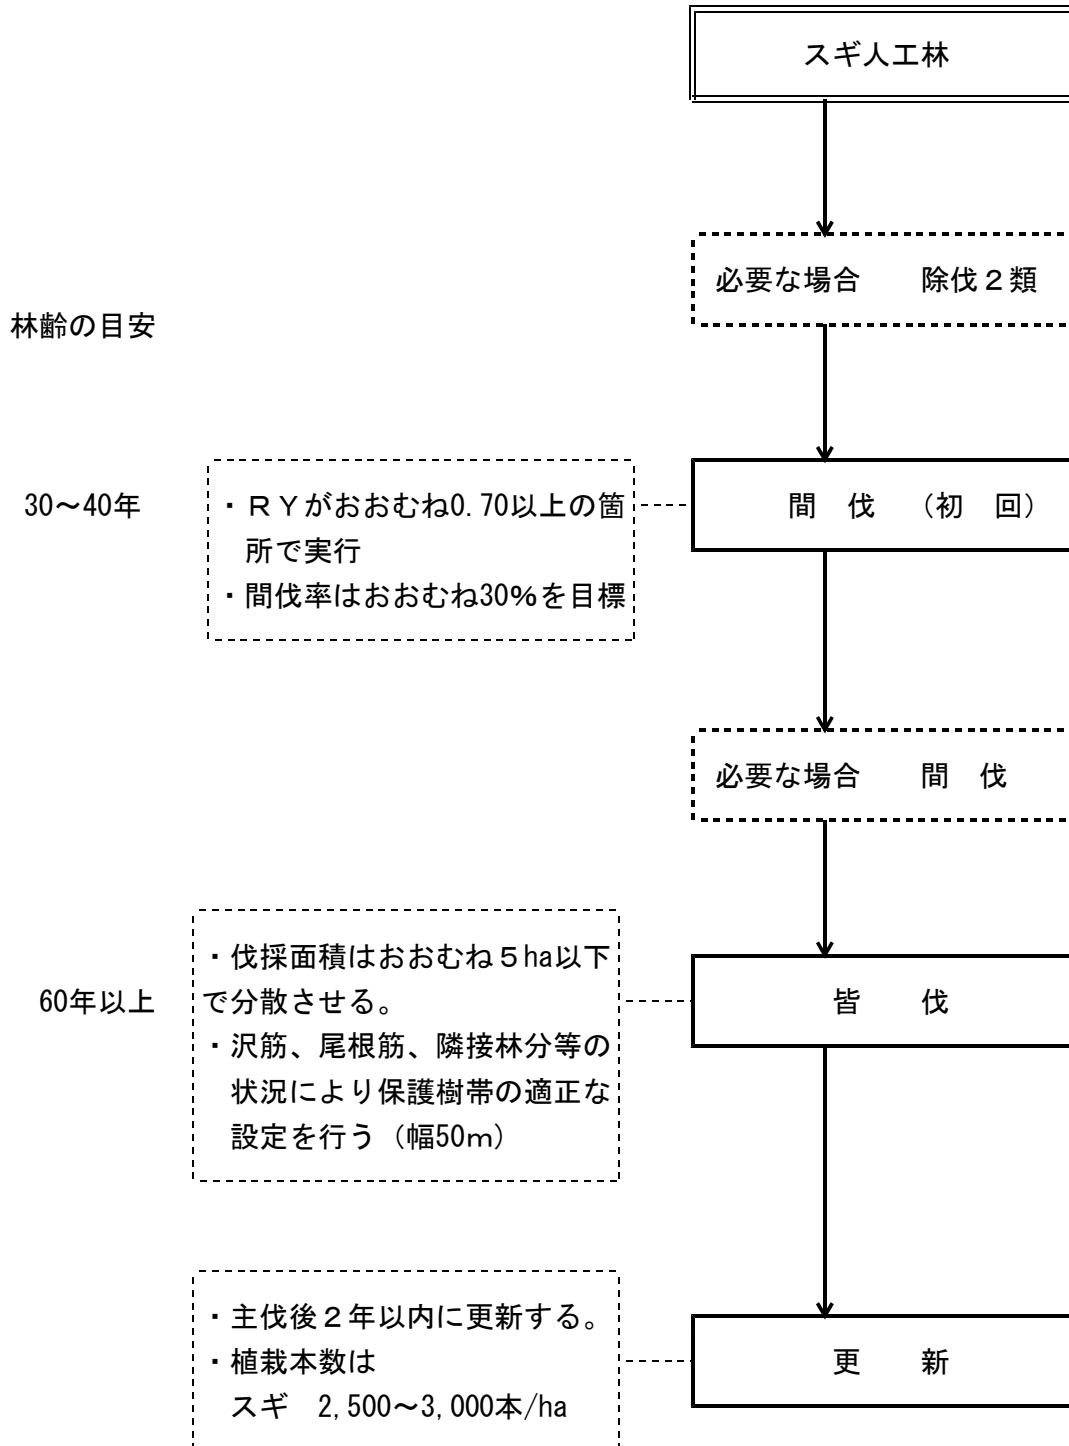 スギ人工林
必要な場合　　除伐２類
林齢の目安
30～40年
・ＲＹがおおむね0.70以上の箇
所で実行
・間伐率はおおむね30％を目標
間　伐　（初　回）
必要な場合　　間　伐
60年以上
・伐採面積はおおむね５ha以下
で分散させる。
・沢筋、尾根筋、隣接林分等の
状況により保護樹帯の適正な
設定を行う（幅50ｍ）
皆　　伐
・主伐後２年以内に更新する。
・植栽本数は
スギ　2,500～3,000本/ha
更　　新